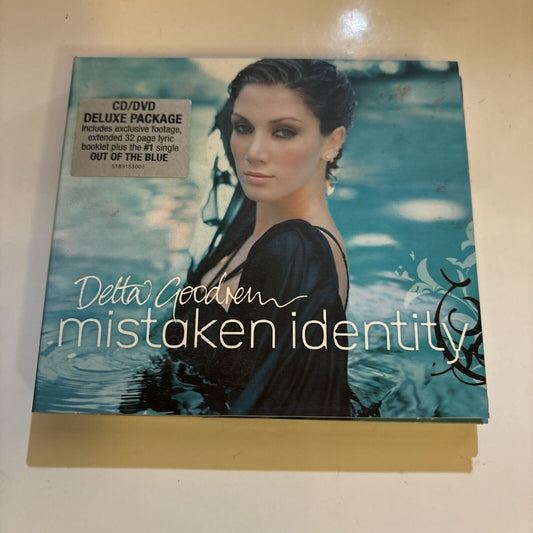 CD/DVD
DELUXE PACKAGE
Includes exclusive footage,
extended 32 page lyric
booklet plus the #1 single
OUT OF THE BLUE
5189153000
Delta Goodrem
mistaken identity